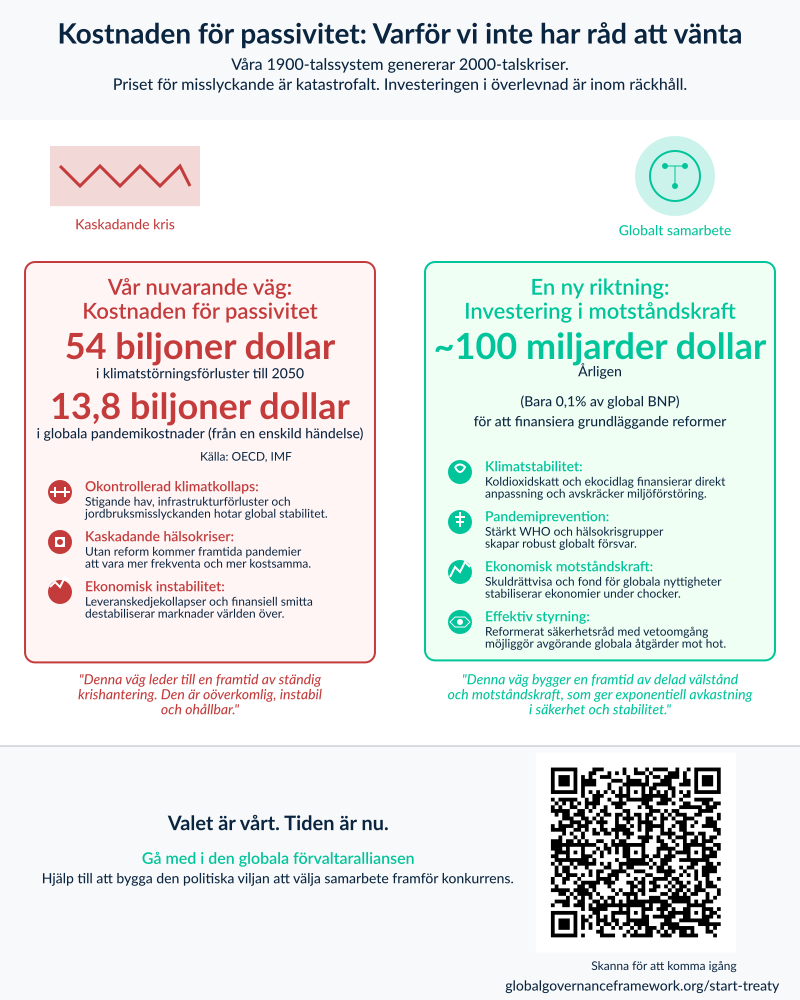 Kostnaden för passivitet: Varför vi inte har råd att vänta
Våra 1900-talssystem genererar 2000-talskriser.
Priset för misslyckande är katastrofalt. Investeringen i överlevnad är inom räckhåll.
Kaskadande kris
Globalt samarbete
Vår nuvarande väg:
Kostnaden för passivitet
54 biljoner dollar
i klimatstörningsförluster till 2050
13,8 biljoner dollar
i globala pandemikostnader (från en enskild händelse)
Källa: OECD, IMF
Okontrollerad klimatkollaps:
Stigande hav, infrastrukturförluster och
jordbruksmisslyckanden hotar global stabilitet.
Kaskadande hälsokriser:
Utan reform kommer framtida pandemier
att vara mer frekventa och mer kostsamma.
Ekonomisk instabilitet:
Leveranskedjekollapser och finansiell smitta
destabiliserar marknader världen över.
"Denna väg leder till en framtid av ständig
krishantering. Den är oöverkomlig, instabil
och ohållbar."
En ny riktning:
Investering i motståndskraft
~100 miljarder dollar
Årligen
(Bara 0,1% av global BNP)
för att finansiera grundläggande reformer
Klimatstabilitet:
Koldioxidskatt och ekocidlag finansierar direkt
anpassning och avskräcker miljöförstöring.
Pandemiprevention:
Stärkt WHO och hälsokrisgrupper
skapar robust globalt försvar.
Ekonomisk motståndskraft:
Skuldrättvisa och fond för globala nyttigheter
stabiliserar ekonomier under chocker.
Effektiv styrning:
Reformerat säkerhetsråd med vetoomgång
möjliggör avgörande globala åtgärder mot hot.
"Denna väg bygger en framtid av delad välstånd
och motståndskraft, som ger exponentiell avkastning
i säkerhet och stabilitet."
Valet är vårt. Tiden är nu.
Gå med i den globala förvaltaralliansen
Hjälp till att bygga den politiska viljan att välja samarbete framför konkurrens.
Skanna för att komma igång
globalgovernanceframework.org/start-treaty